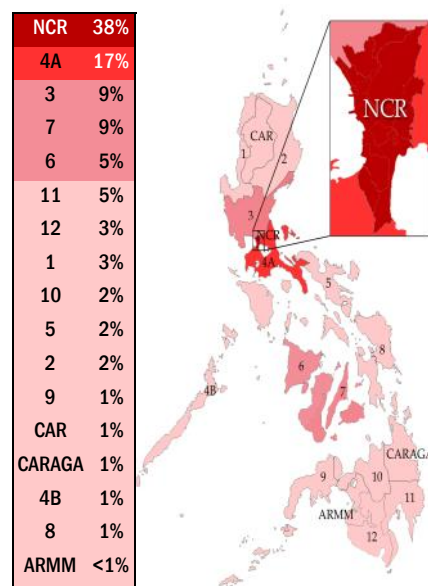 NCR 38%
4A 17%
3 9%
7 9%
6 5%
11 5%
12 3%
1 3%
10 2%
5 2%
2 2%
9 1%
CAR 1%
CARAGA 1%
4B 1%
8 1%
ARMM <1%
NCR
CAR
1
2
3
NCR
4A
5
6
7
8
4B
CARAGA
9
10
11
ARMM
12